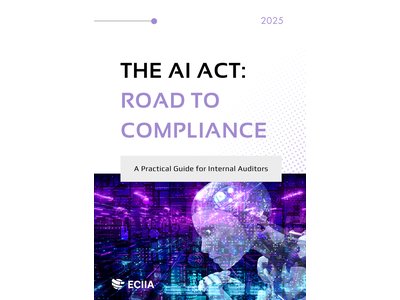 2025
THE AI ACT:
ROAD TO
COMPLIANCE
A Practical Guide for Internal Auditors
ECIIA